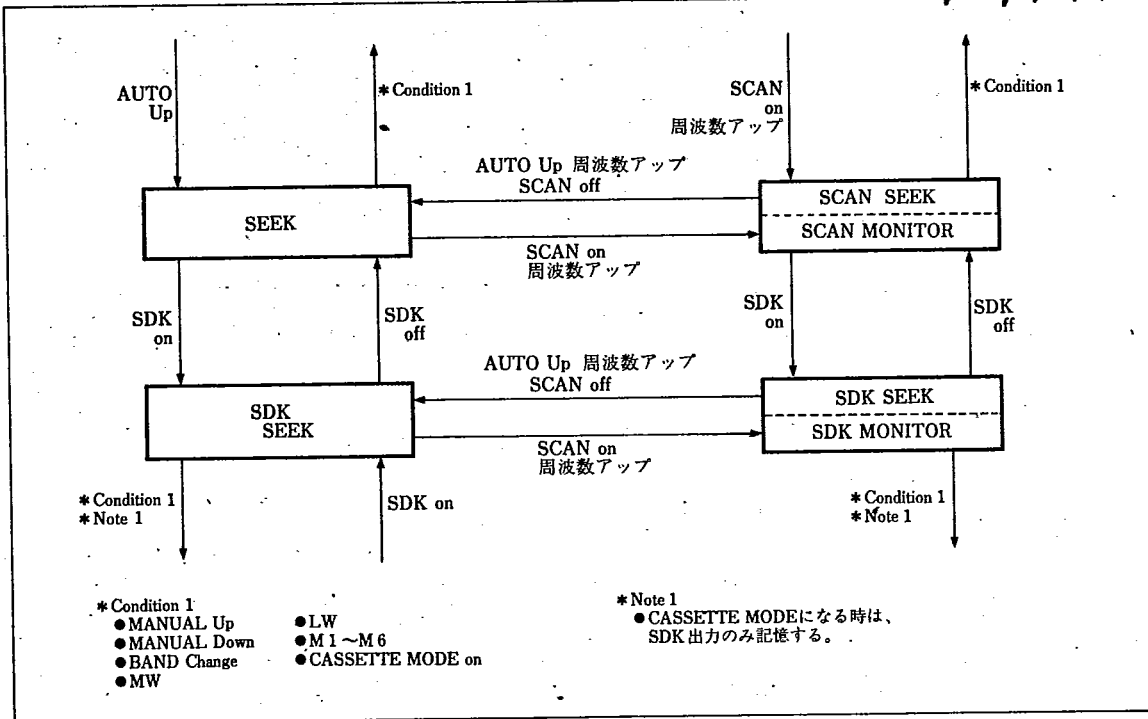 AUTO
Up
*Condition 1
SCAN
on
周波数アップ
*Condition 1
AUTO Up 周波数アップ
SCAN off
SEEK
SCAN SEEK
SCAN MONITOR
SCAN on
周波数アップ
SDK
on
SDK
off
SDK
on
SDK
off
AUTO Up 周波数アップ
SCAN off
SDK
SEEK
SDK SEEK
SDK MONITOR
SCAN on
周波数アップ
*Condition 1
*Note 1
SDK on
*Condition 1
*Note 1
*Condition 1
●MANUAL Up
●MANUAL Down
●BAND Change
●MW
●LW
●M1～M6
●CASSETTE MODE on
*Note 1
●CASSETTE MODEになる時は、
SDK出力のみ記憶する。